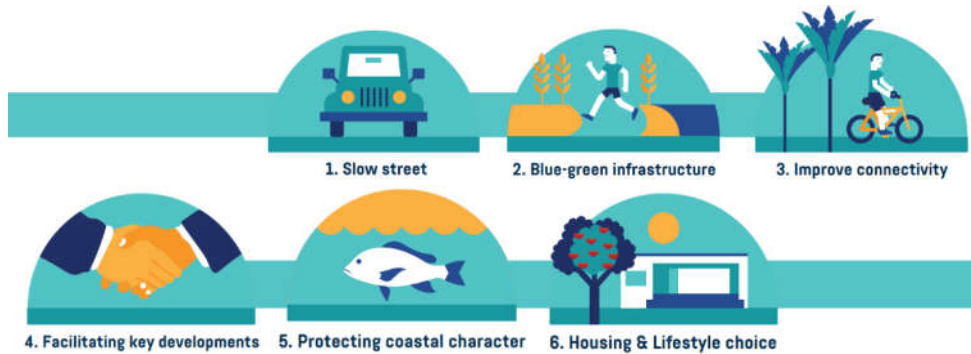 1. Slow street
2. Blue-green infrastructure
3. Improve connectivity
4. Facilitating key developments
5. Protecting coastal character
6. Housing & Lifestyle choice